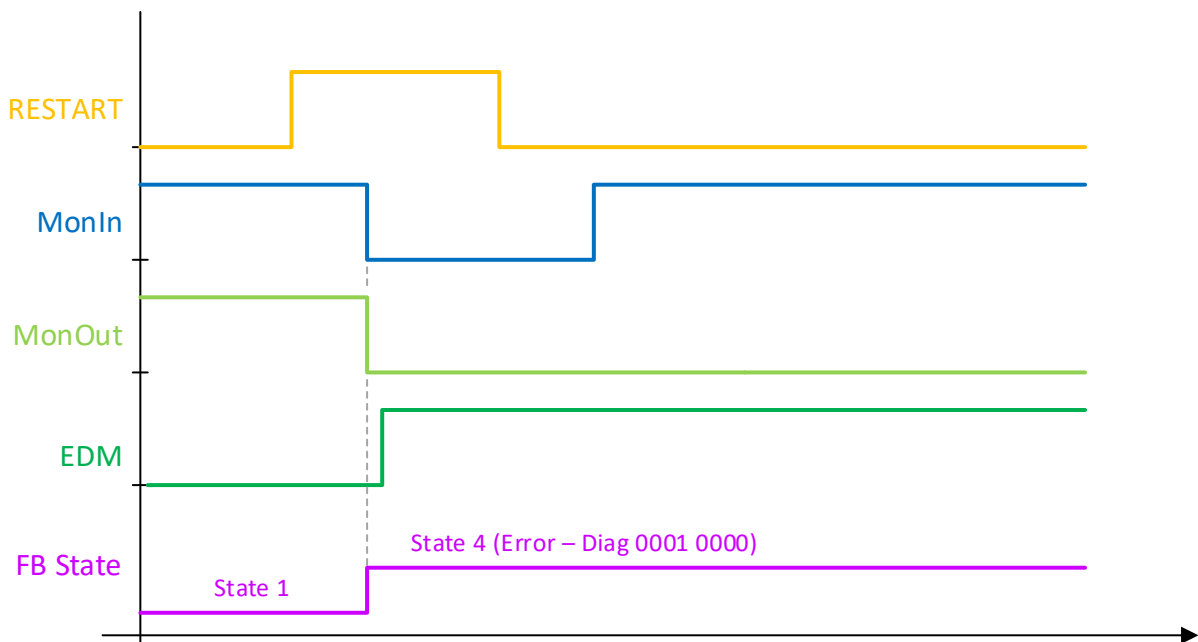 RESTART
MonIn
MonOut
EDM
State 4 (Error – Diag 0001 0000)
FB State
State 1